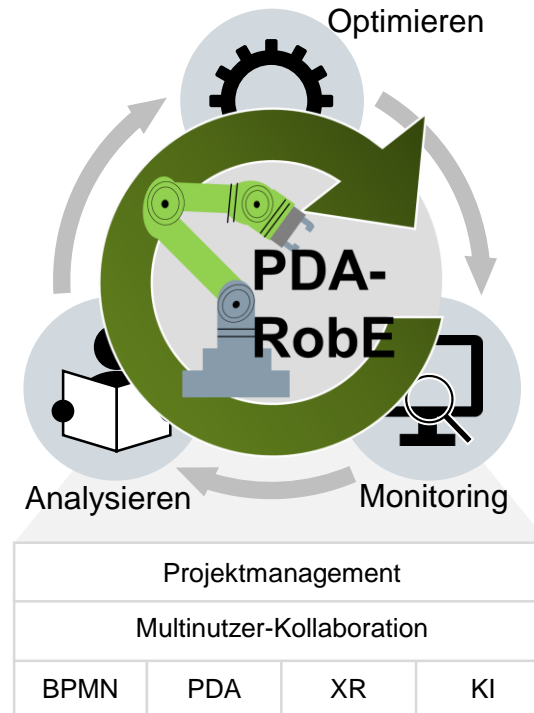 Optimieren
PDA-
RobE
Analysieren
Monitoring
Projektmanagement
Multinutzer-Kollaboration
BPMN PDA XR KI